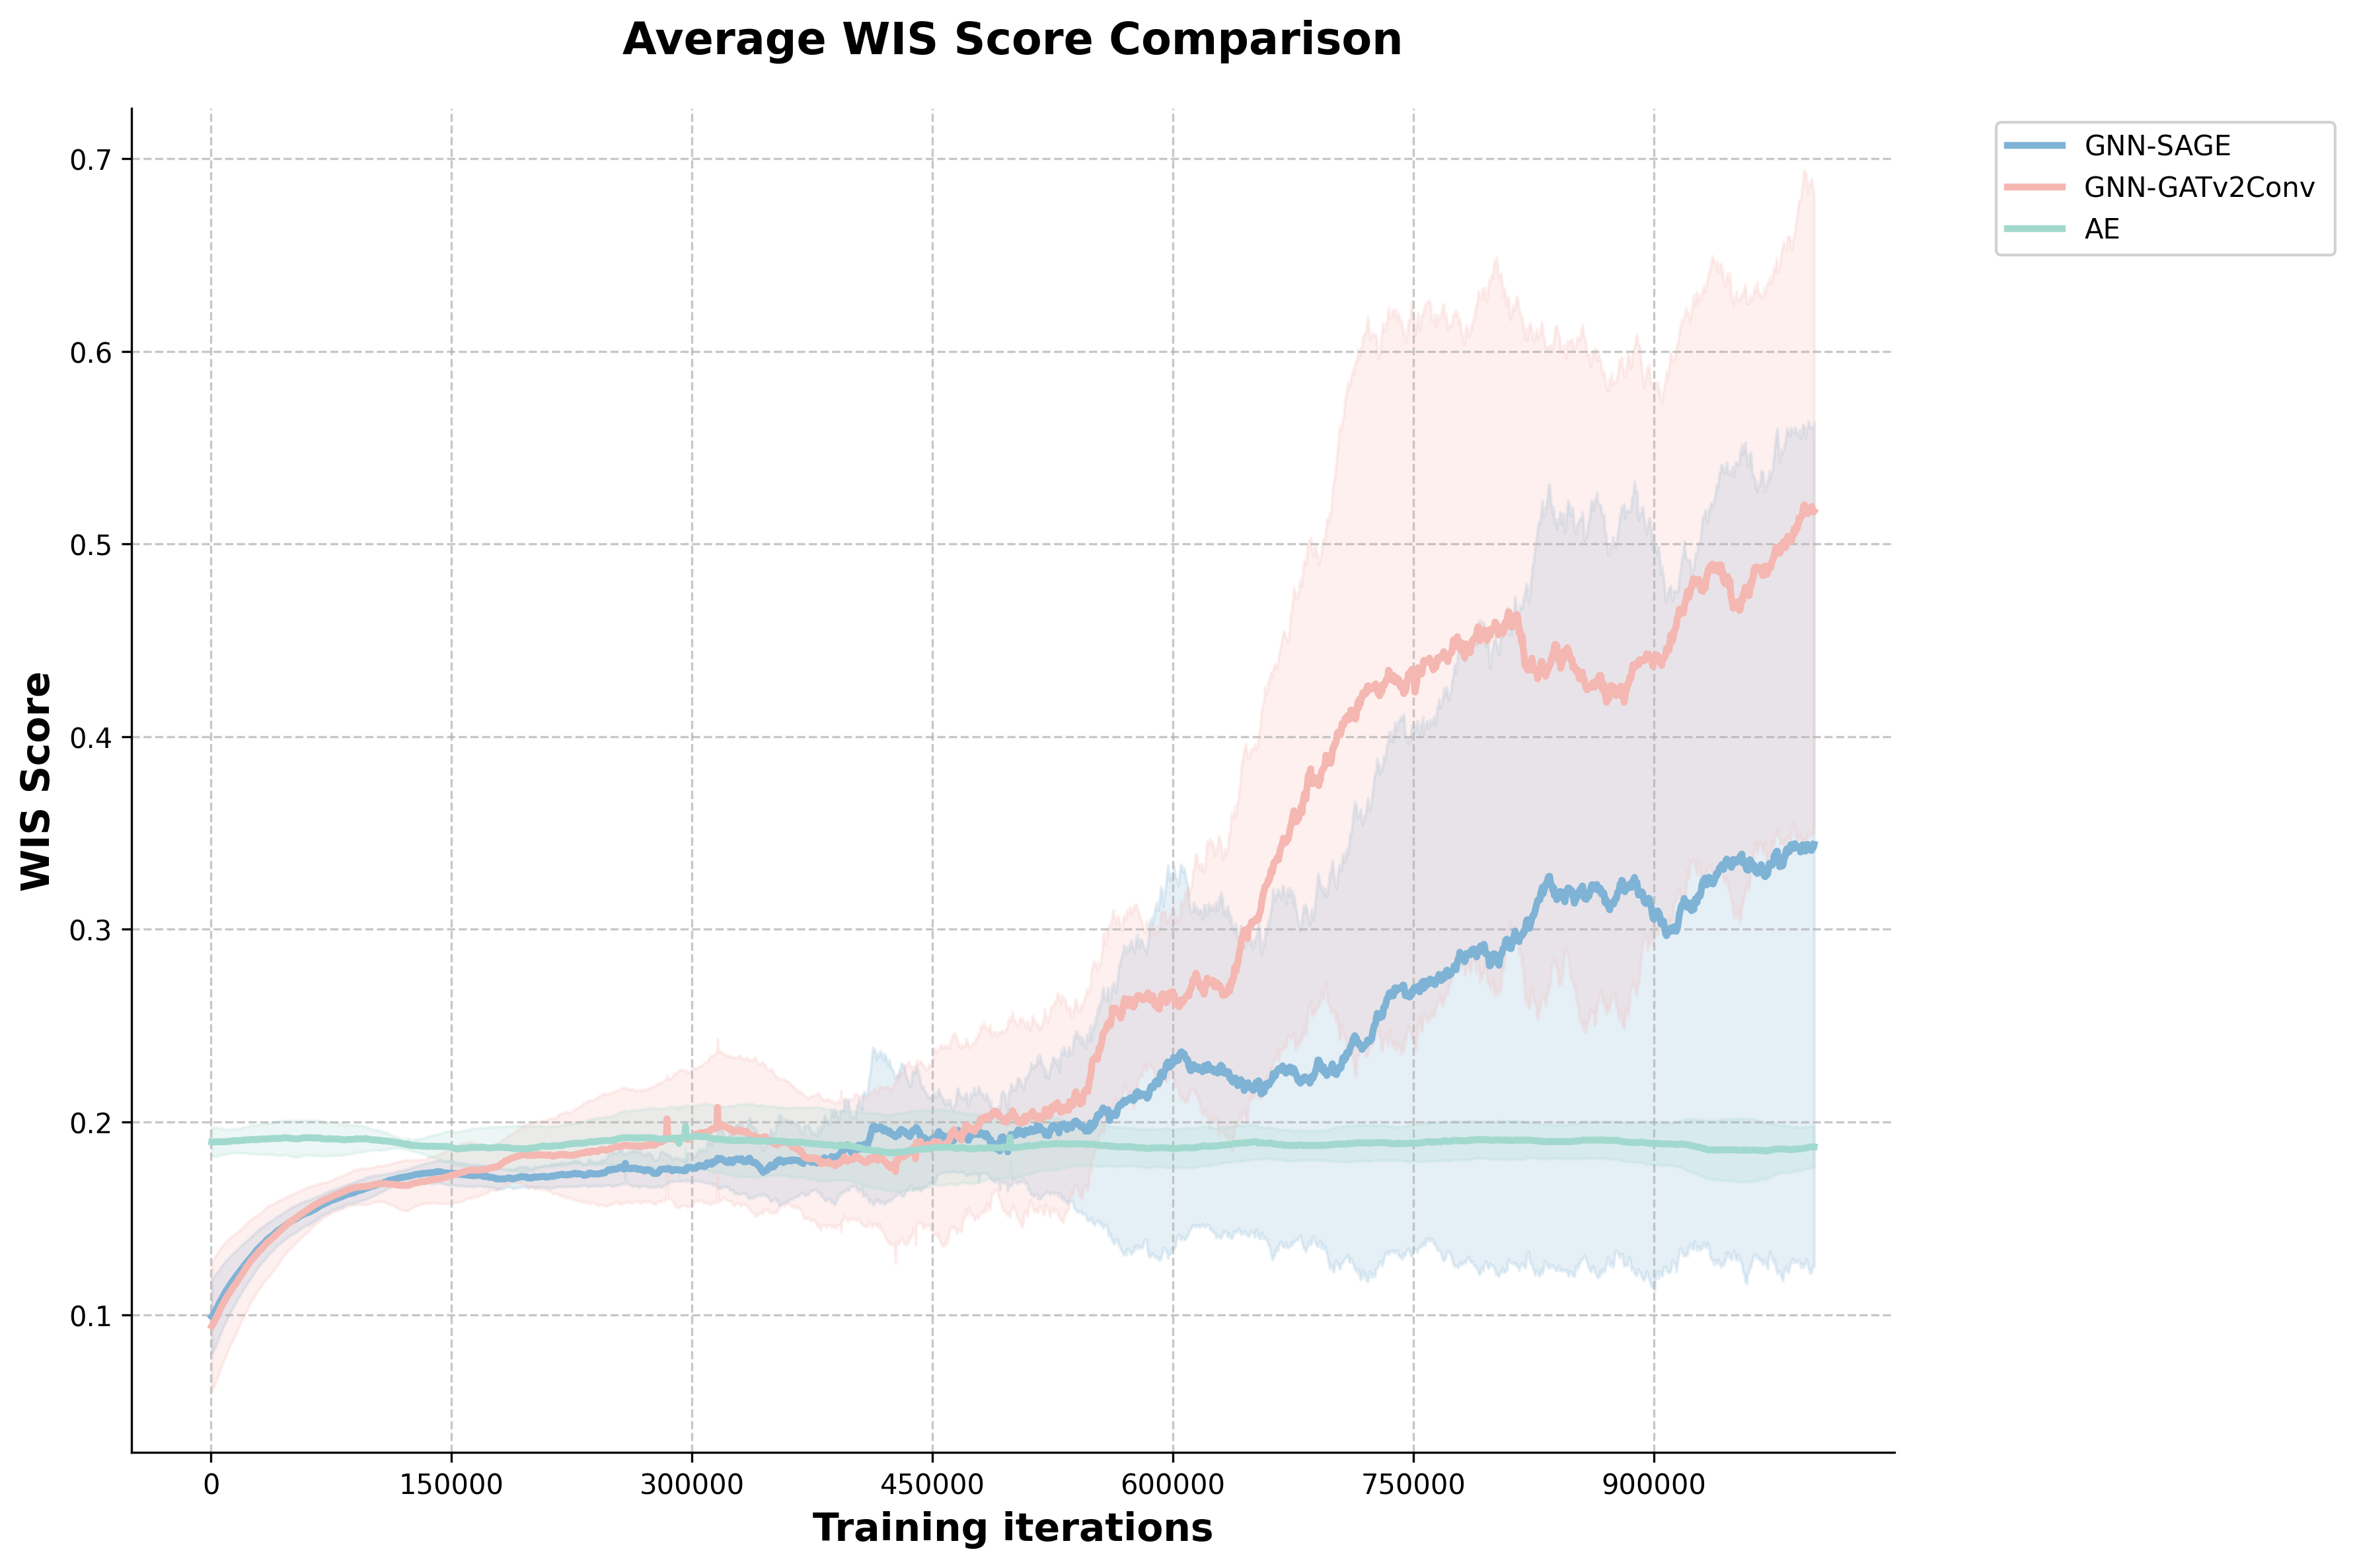 Average WIS Score Comparison
GNN-SAGE
GNN-GATv2Conv
AE
WIS Score
0.7
0.6
0.5
0.4
0.3
0.2
0.1
0 150000 300000 450000 600000 750000 900000
Training iterations